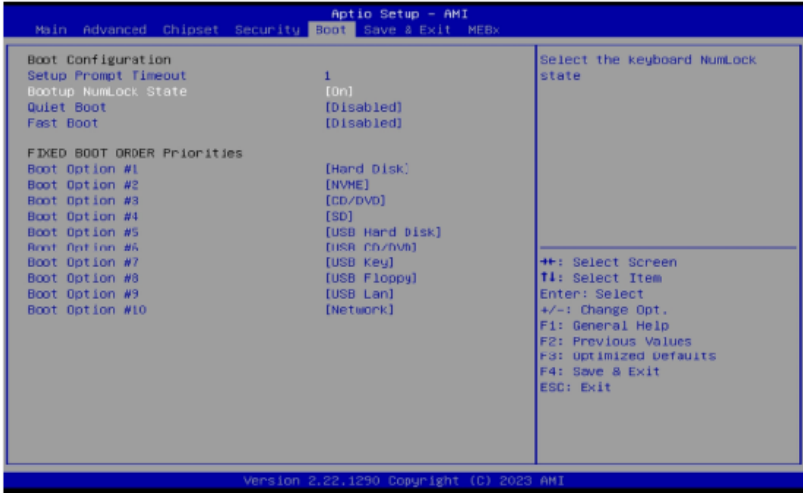 Aptio Setup - AMI
Main Advanced Chipset Security Boot Save & Exit MEBx
Boot Configuration
Setup Prompt Timeout 1
Bootup NumLock State [On]
Quiet Boot [Disabled]
Fast Boot [Disabled]
FIXED BOOT ORDER Priorities
Boot Option #1 [Hard Disk]
Boot Option #2 [NVME]
Boot Option #3 [CD/DVD]
Boot Option #4 [SD]
Boot Option #5 [USB Hard Disk]
Boot Option #6 [USB CD/DVD]
Boot Option #7 [USB Key]
Boot Option #8 [USB Floppy]
Boot Option #9 [USB Lan]
Boot Option #10 [Network]
Select the keyboard NumLock
state
→←: Select Screen
↑↓: Select Item
Enter: Select
+/-: Change Opt.
F1: General Help
F2: Previous Values
F3: Optimized Defaults
F4: Save & Exit
ESC: Exit
Version 2.22.1290 Copyright (C) 2023 AMI